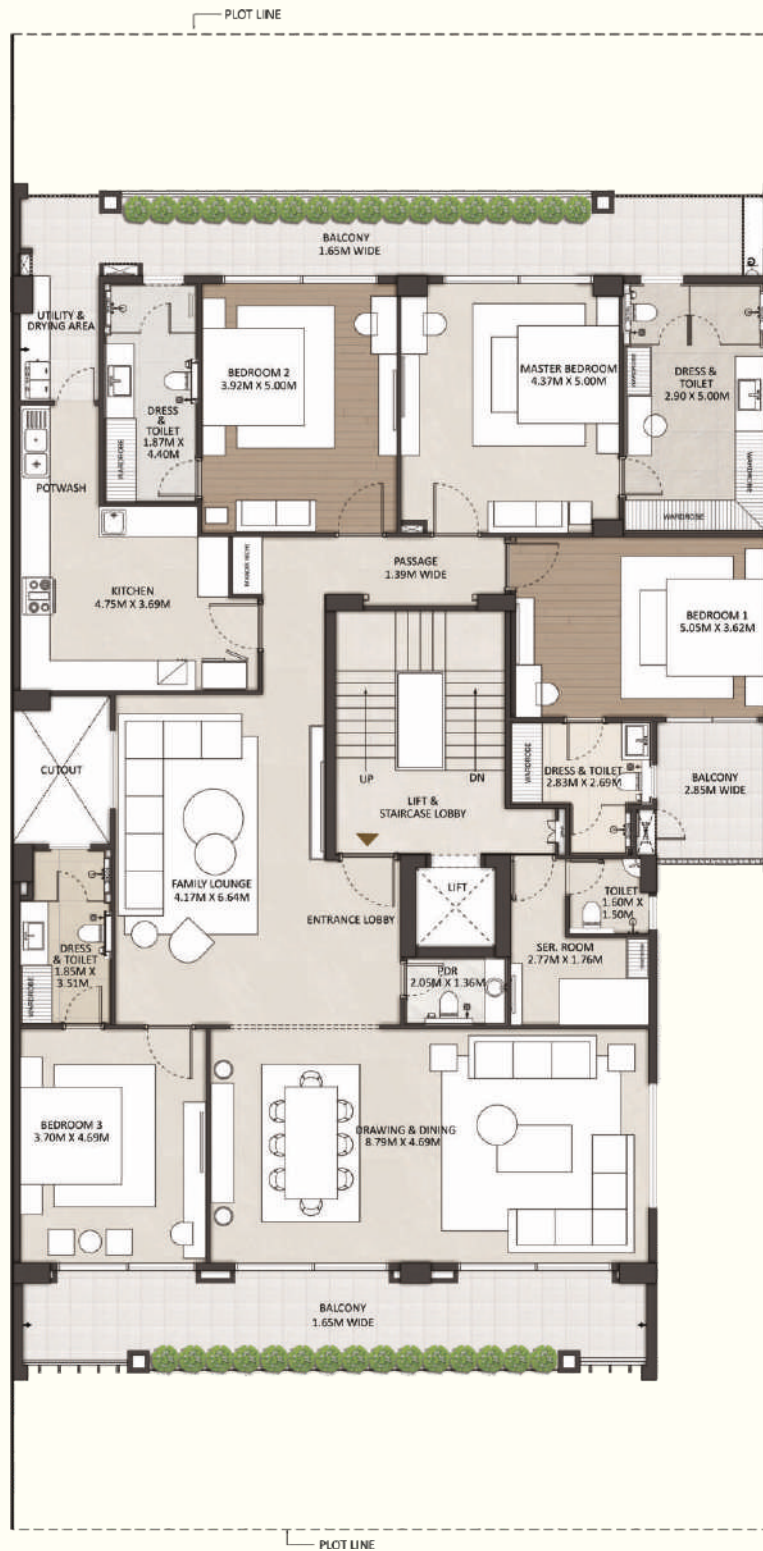 PLOT LINE
BALCONY
1.65M WIDE
UTILITY &
DRYING AREA
BEDROOM 2
3.92M X 5.00M
MASTER BEDROOM
4.37M X 5.00M
DRESS &
TOILET
2.90 X 5.00M
WARDROBE
WARDROBE
WARDROBE
DRESS
&
TOILET
1.87M X
4.40M
WARDROBE
POTWASH
PASSAGE
1.39M WIDE
KITCHEN
4.75M X 3.69M
BEDROOM 1
5.05M X 3.62M
CUTOUT
UP
DN
WARDROBE
DRESS & TOILET
2.83M X 2.69M
BALCONY
2.85M WIDE
LIFT &
STAIRCASE LOBBY
FAMILY LOUNGE
4.17M X 6.64M
LIFT
TOILET
1.60M X
1.50M
ENTRANCE LOBBY
DRESS
& TOILET
1.85M X
3.51M
WARDROBE
SER. ROOM
2.77M X 1.76M
PDR
2.05M X 1.36M
BEDROOM 3
3.70M X 4.69M
DRAWING & DINING
8.79M X 4.69M
BALCONY
1.65M WIDE
PLOT LINE